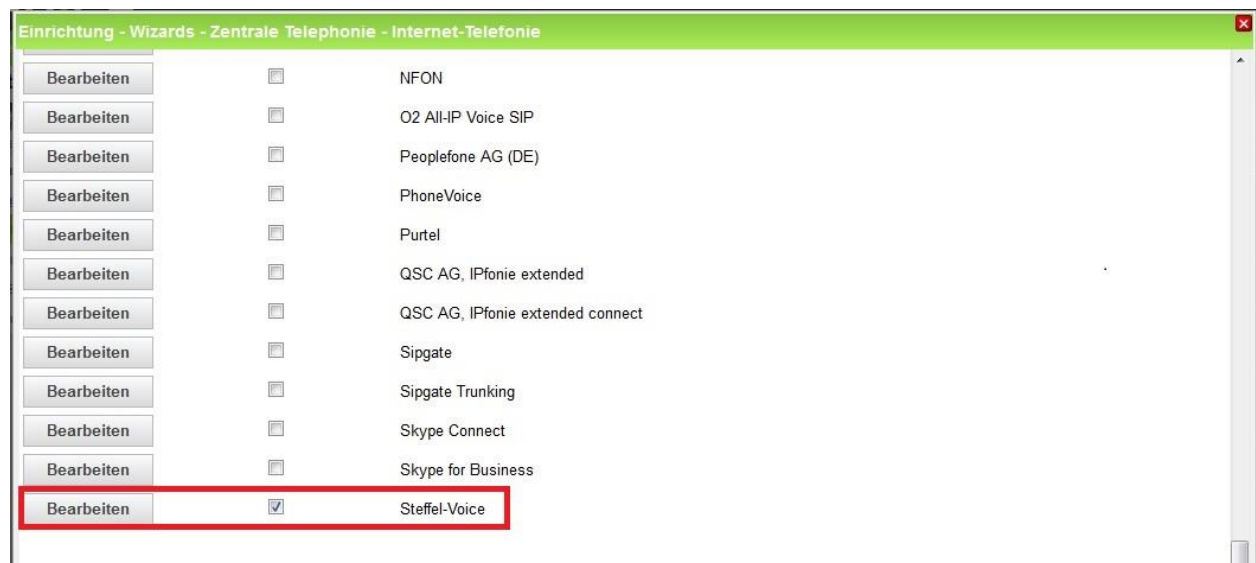 Einrichtung - Wizards - Zentrale Telephonie - Internet-Telefonie
Bearbeiten NFON
Bearbeiten O2 All-IP Voice SIP
Bearbeiten Peoplefone AG (DE)
Bearbeiten PhoneVoice
Bearbeiten Purtel
Bearbeiten QSC AG, IPfonie extended
Bearbeiten QSC AG, IPfonie extended connect
Bearbeiten Sipgate
Bearbeiten Sipgate Trunking
Bearbeiten Skype Connect
Bearbeiten Skype for Business
Bearbeiten Steffel-Voice